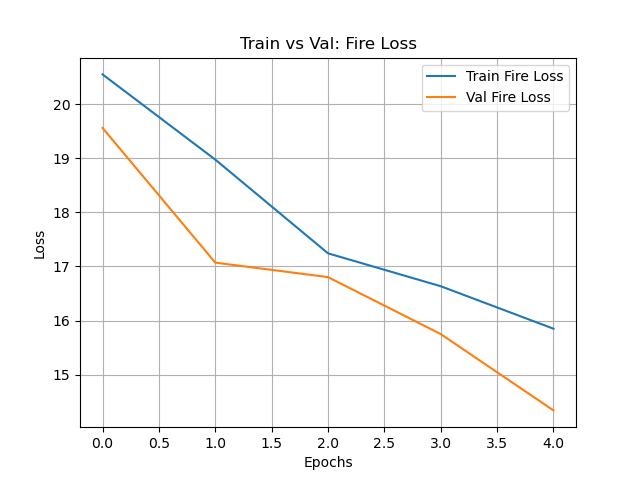 Train vs Val: Fire Loss
Train Fire Loss
Val Fire Loss
Loss
20
19
18
17
16
15
0.0 0.5 1.0 1.5 2.0 2.5 3.0 3.5 4.0
Epochs